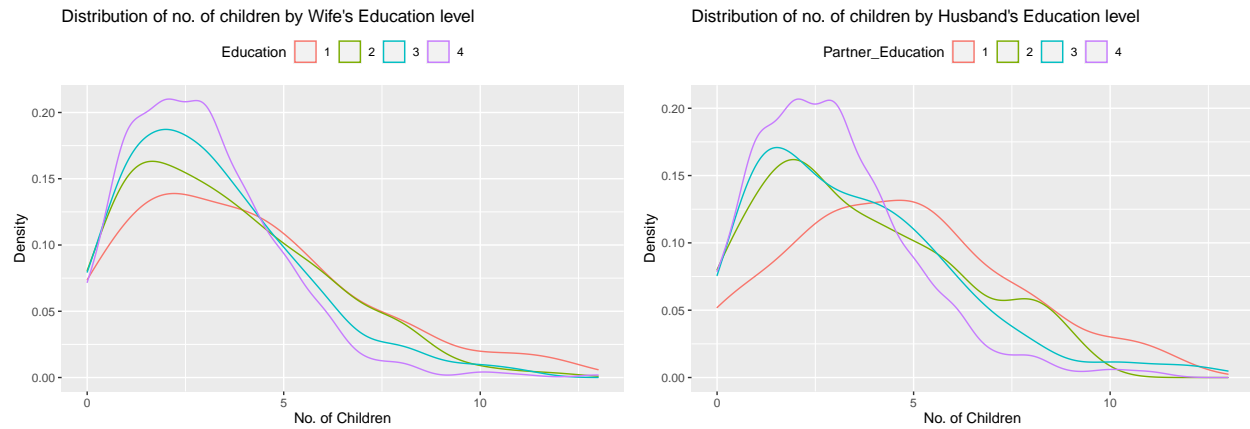 Distribution of no. of children by Wife's Education level
Education 1 2 3 4
0.20
0.15
0.10
0.05
0.00
Density
0 5 10
No. of Children
Distribution of no. of children by Husband's Education level
Partner_Education 1 2 3 4
0.20
0.15
0.10
0.05
0.00
Density
0 5 10
No. of Children